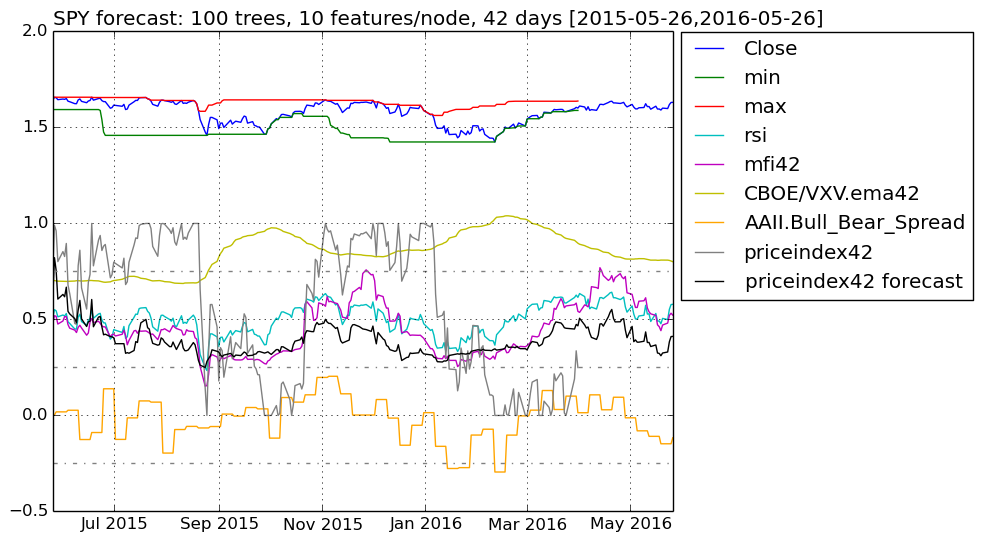 SPY forecast: 100 trees, 10 features/node, 42 days [2015-05-26,2016-05-26]
2.0
1.5
1.0
0.5
0.0
−0.5
Jul 2015
Sep 2015
Nov 2015
Jan 2016
Mar 2016
May 2016
Close
min
max
rsi
mfi42
CBOE/VXV.ema42
AAII.Bull_Bear_Spread
priceindex42
priceindex42 forecast